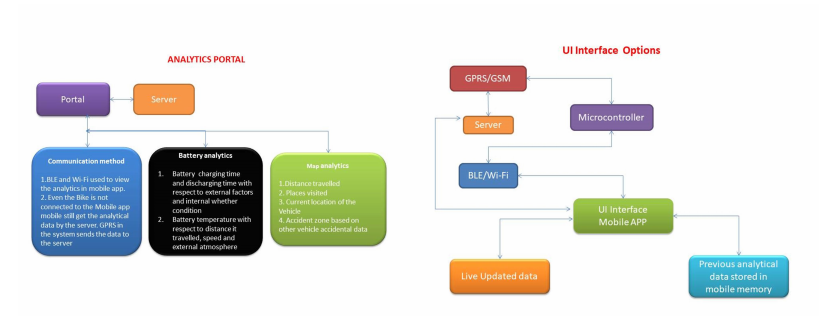 ANALYTICS PORTAL
Portal
Server
Communication method
1.BLE and Wi-Fi used to view
the analytics in mobile app.
2. Even the Bike is not
connected to the Mobile app
mobile still get the analytical
data by the server. GPRS in
the system sends the data to
the server
Battery analytics
1. Battery charging time
and discharging time with
respect to external factors
and internal whether
condition
2. Battery temperature with
respect to distance it
travelled, speed and
external atmosphere
Map analytics
1.Distance travelled
2. Places visited
3. Current location of the
Vehicle
4. Accident zone based on
other vehicle accidental data
UI Interface Options
GPRS/GSM
Microcontroller
Server
BLE/Wi-Fi
UI Interface
Mobile APP
Live Updated data
Previous analytical
data stored in
mobile memory